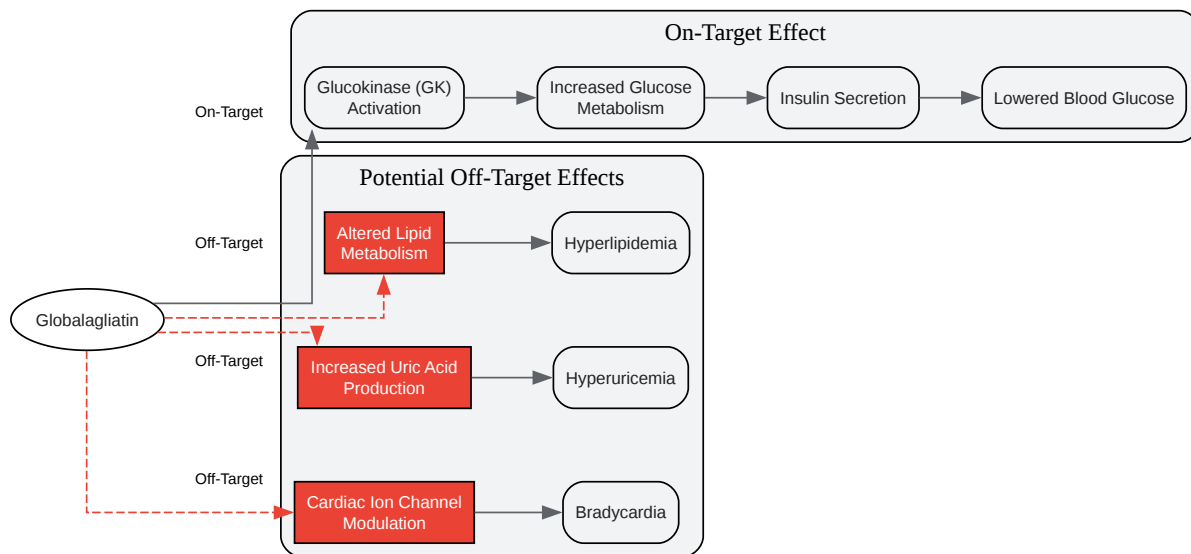 On-Target Effect
Glucokinase (GK)
Activation
Increased Glucose
Metabolism
Insulin Secretion
Lowered Blood Glucose
On-Target
Potential Off-Target Effects
Off-Target
Altered Lipid
Metabolism
Hyperlipidemia
Globalagliatin
Off-Target
Increased Uric Acid
Production
Hyperuricemia
Off-Target
Cardiac Ion Channel
Modulation
Bradycardia